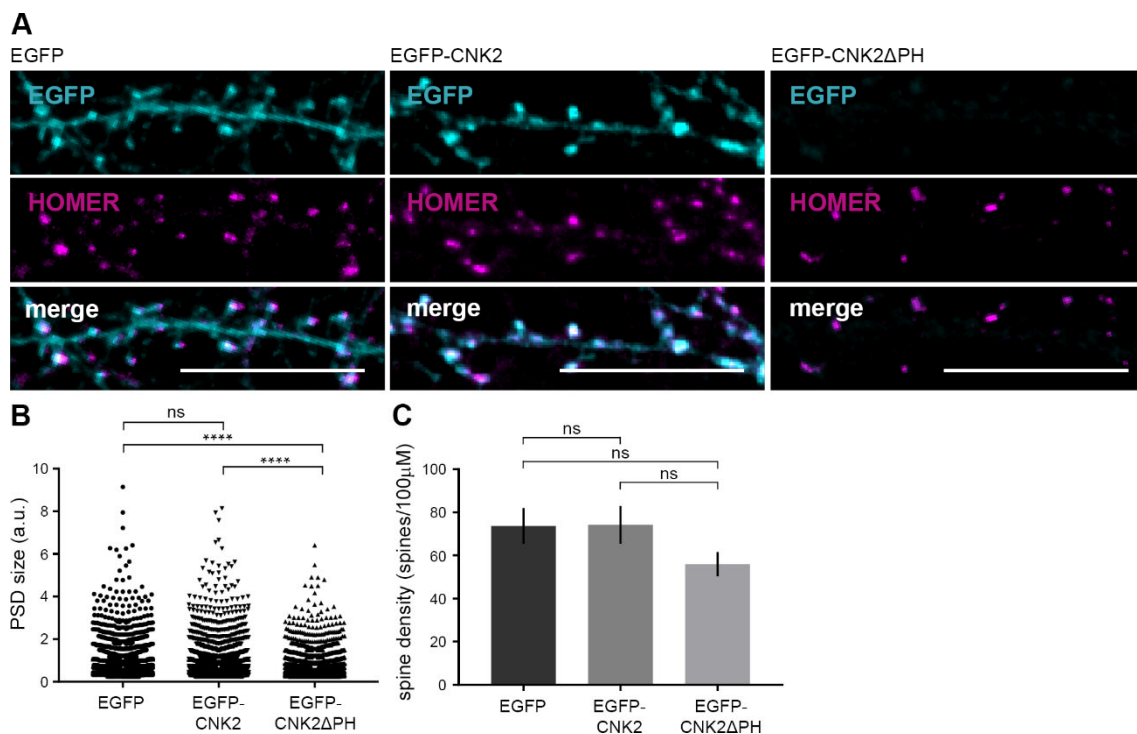 A
EGFP
EGFP-CNK2
EGFP-CNK2ΔPH
EGFP
EGFP
EGFP
HOMER
HOMER
HOMER
merge
merge
merge
B
ns
****
****
10
8
6
4
2
0
PSD size (a.u.)
EGFP
EGFP-
CNK2
EGFP-
CNK2ΔPH
C
ns
ns
ns
100
80
60
40
20
0
spine density (spines/100µM)
EGFP
EGFP-
CNK2
EGFP-
CNK2ΔPH